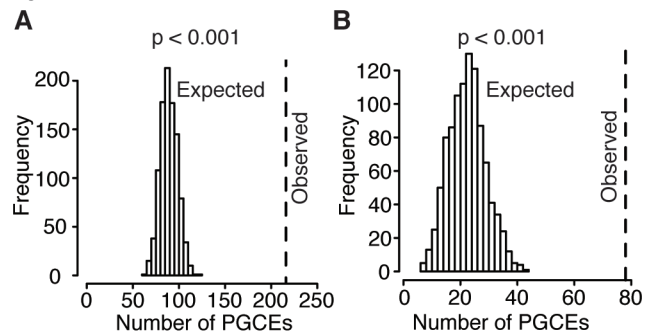 A
p < 0.001
Expected
Observed
Frequency
200
150
100
50
0
0 50 100 150 200 250
Number of PGCEs
B
p < 0.001
Expected
Observed
Frequency
120
100
80
60
40
20
0
0 20 40 60 80
Number of PGCEs